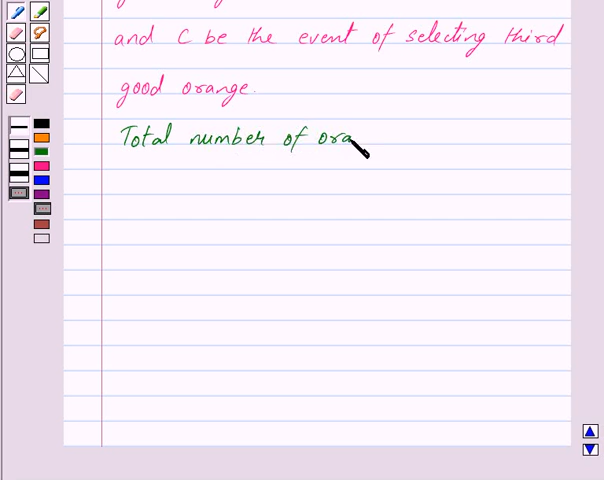 and C be the event of selecting third
good orange.
Total number of ora